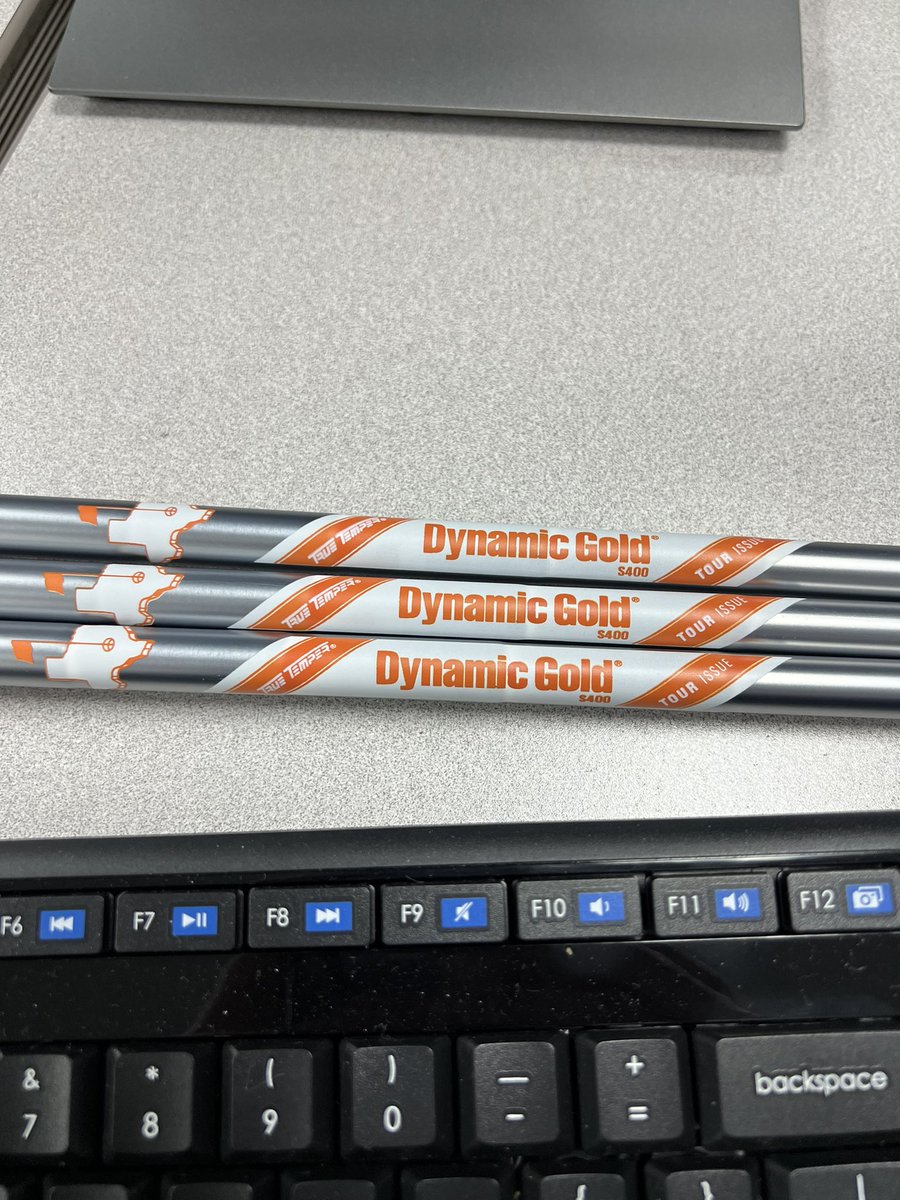 TRUE TEMPER®
Dynamic Gold®
S400
TOUR ISSUE
TRUE TEMPER®
Dynamic Gold®
S400
TOUR ISSUE
TRUE TEMPER®
Dynamic Gold®
S400
TOUR ISSUE
F6 F7 F8 F9 F10 F11 F12
& * ( ) — +
7 8 9 0 - = backspace